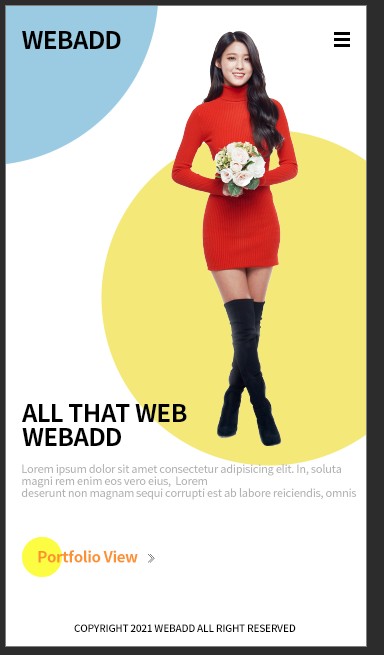 WEBADD
ALL THAT WEB
WEBADD
Lorem ipsum dolor sit amet consectetur adipisicing elit. In, soluta
magni rem enim eos vero eius, Lorem
deserunt non magnam sequi corrupti est ab labore reiciendis, omnis
Portfolio View
COPYRIGHT 2021 WEBADD ALL RIGHT RESERVED